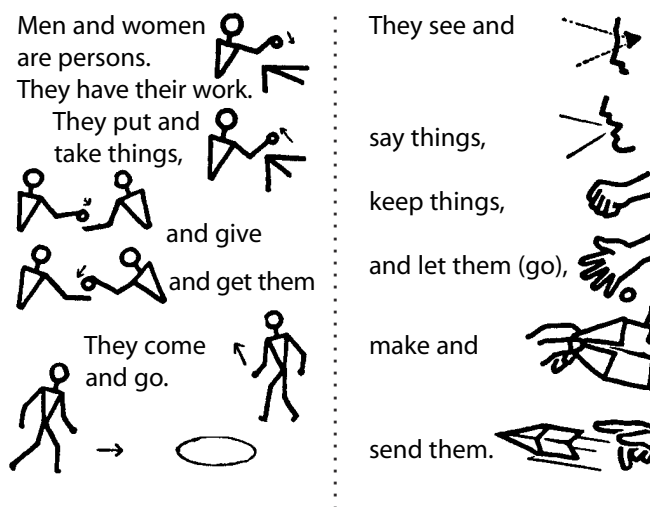 Men and women
are persons.
They have their work.
They put and
take things,
and give
and get them
They come
and go.
They see and
say things,
keep things,
and let them (go),
make and
send them.